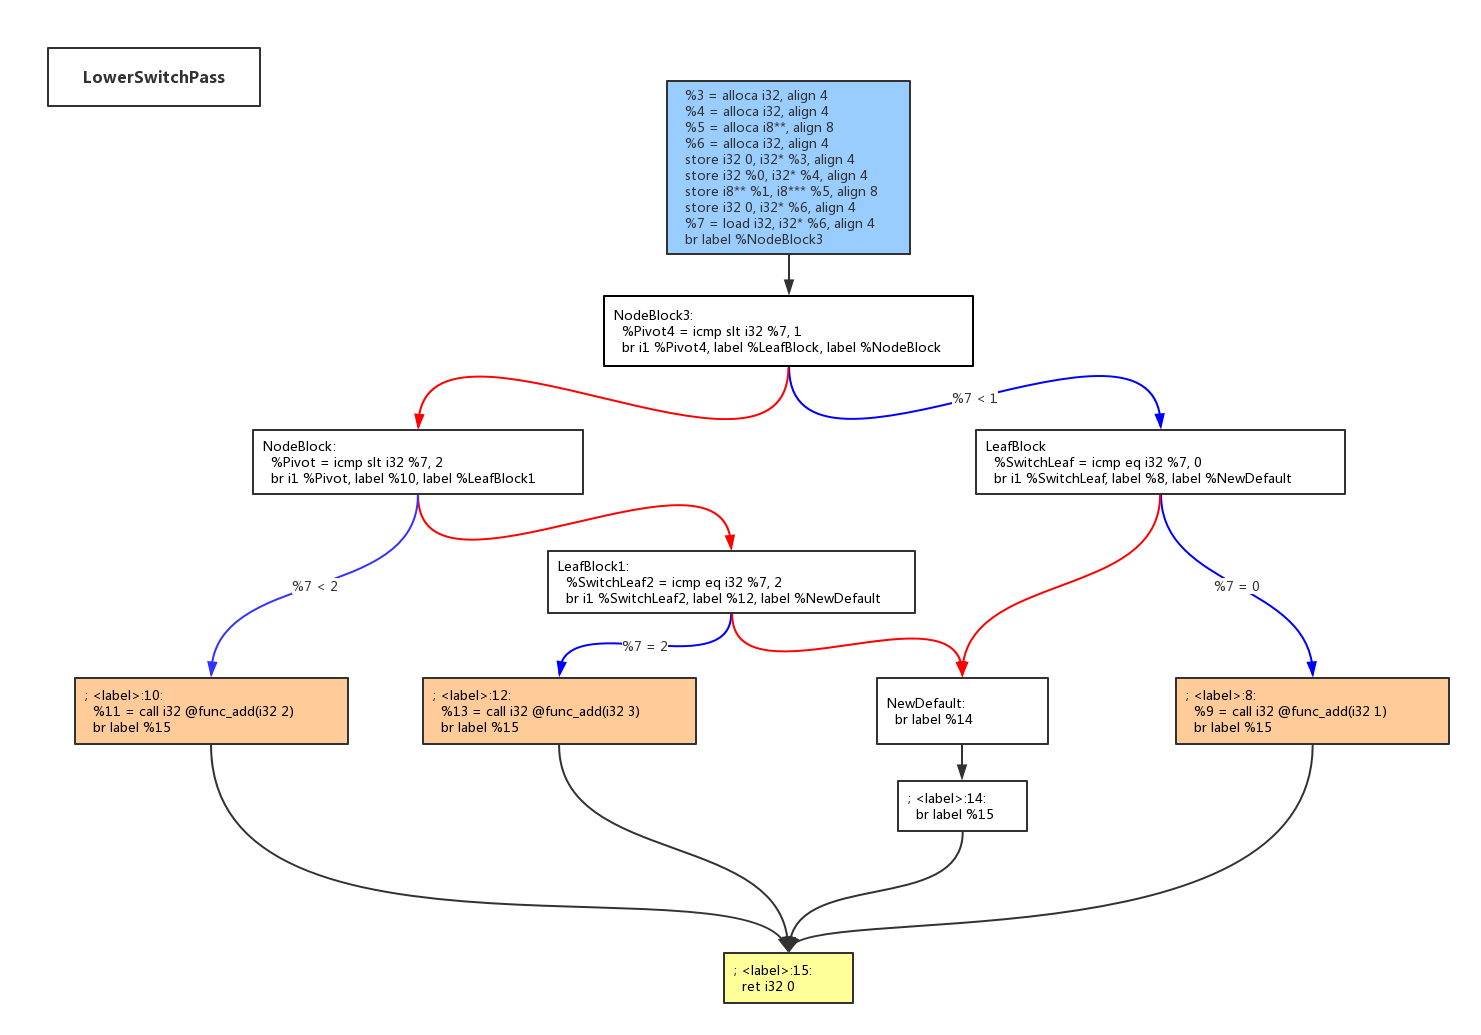 LowerSwitchPass
%3 = alloca i32, align 4
%4 = alloca i32, align 4
%5 = alloca i8**, align 8
%6 = alloca i32, align 4
store i32 0, i32* %3, align 4
store i32 %0, i32* %4, align 4
store i8** %1, i8*** %5, align 8
store i32 0, i32* %6, align 4
%7 = load i32, i32* %6, align 4
br label %NodeBlock3
NodeBlock3:
%Pivot4 = icmp slt i32 %7, 1
br i1 %Pivot4, label %LeafBlock, label %NodeBlock
%7 < 1
NodeBlock:
%Pivot = icmp slt i32 %7, 2
br i1 %Pivot, label %10, label %LeafBlock1
LeafBlock
%SwitchLeaf = icmp eq i32 %7, 0
br i1 %SwitchLeaf, label %8, label %NewDefault
LeafBlock1:
%SwitchLeaf2 = icmp eq i32 %7, 2
br i1 %SwitchLeaf2, label %12, label %NewDefault
%7 < 2
%7 = 0
%7 = 2
; <label>:10:
%11 = call i32 @func_add(i32 2)
br label %15
; <label>:12:
%13 = call i32 @func_add(i32 3)
br label %15
NewDefault:
br label %14
; <label>:8:
%9 = call i32 @func_add(i32 1)
br label %15
; <label>:14:
br label %15
; <label>:15:
ret i32 0